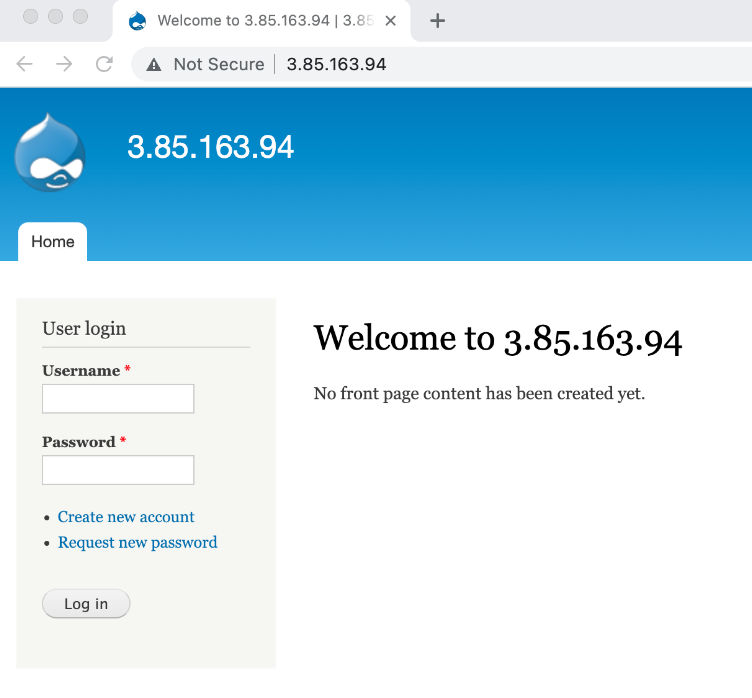 Welcome to 3.85.163.94 | 3.85
Not Secure | 3.85.163.94
3.85.163.94
Home
User login
Username *
Password *
Create new account
Request new password
Log in
Welcome to 3.85.163.94
No front page content has been created yet.